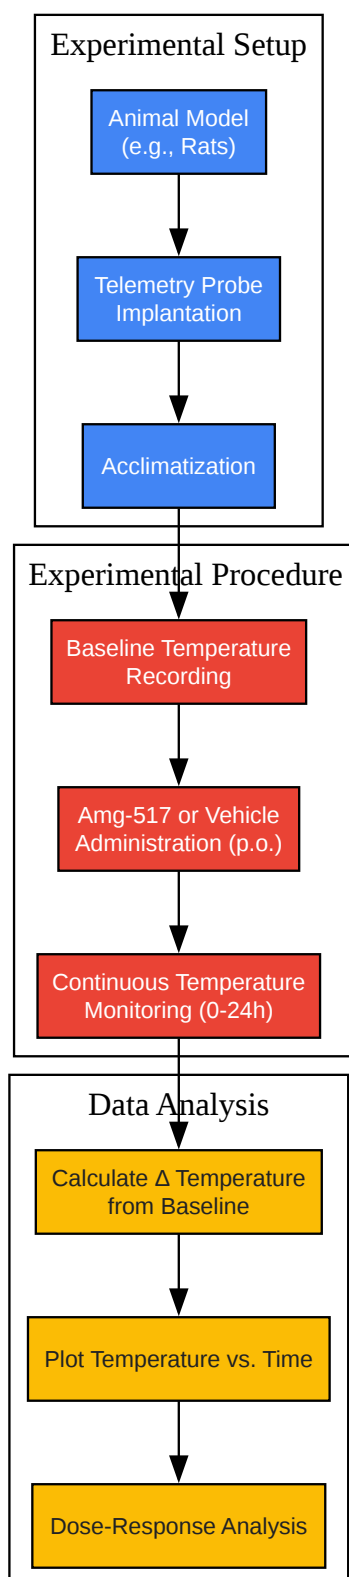 Experimental Setup
Animal Model
(e.g., Rats)
Telemetry Probe
Implantation
Acclimatization
Experimental Procedure
Baseline Temperature
Recording
Amg-517 or Vehicle
Administration (p.o.)
Continuous Temperature
Monitoring (0-24h)
Data Analysis
Calculate Δ Temperature
from Baseline
Plot Temperature vs. Time
Dose-Response Analysis